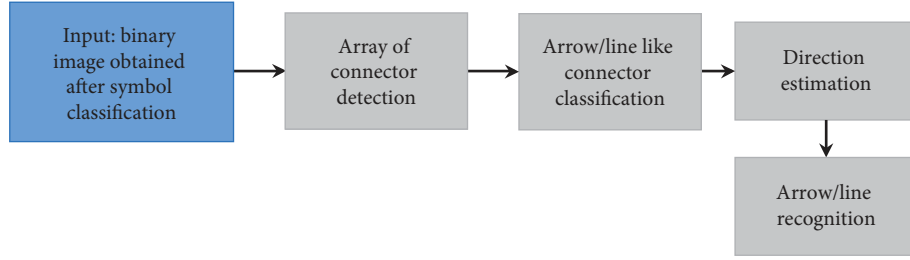 Input: binary
image obtained
after symbol
classification
Array of
connector
detection
Arrow/line like
connector
classification
Direction
estimation
Arrow/line
recognition